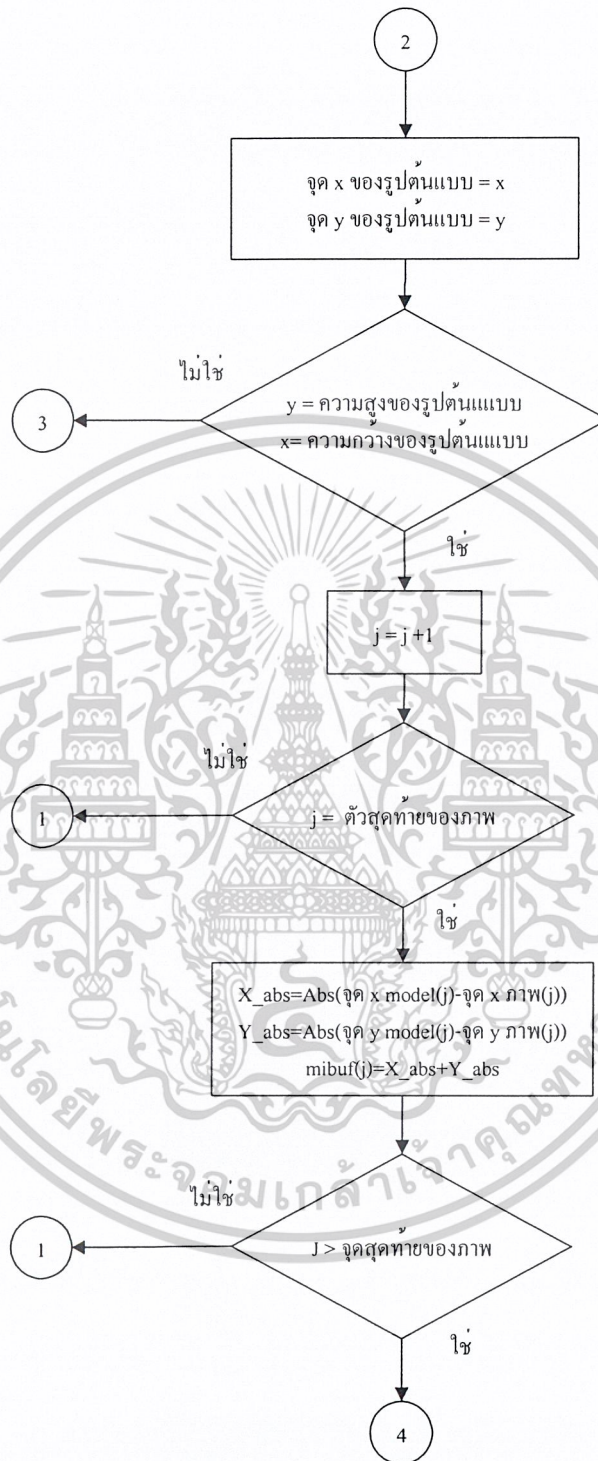 2
จุด x ของรูปต้นแบบ = x
จุด y ของรูปต้นแบบ = y
ไม่ใช่
3
y = ความสูงของรูปต้นแแบบ
x= ความกว้างของรูปต้นแแบบ
ใช่
j = j +1
ไม่ใช่
1
j = ตัวสุดท้ายของภาพ
ใช่
X_abs=Abs(จุด x model(j)-จุด x ภาพ(j))
Y_abs=Abs(จุด y model(j)-จุด y ภาพ(j))
mibuf(j)=X_abs+Y_abs
ไม่ใช่
1
J > จุดสุดท้ายของภาพ
ใช่
4